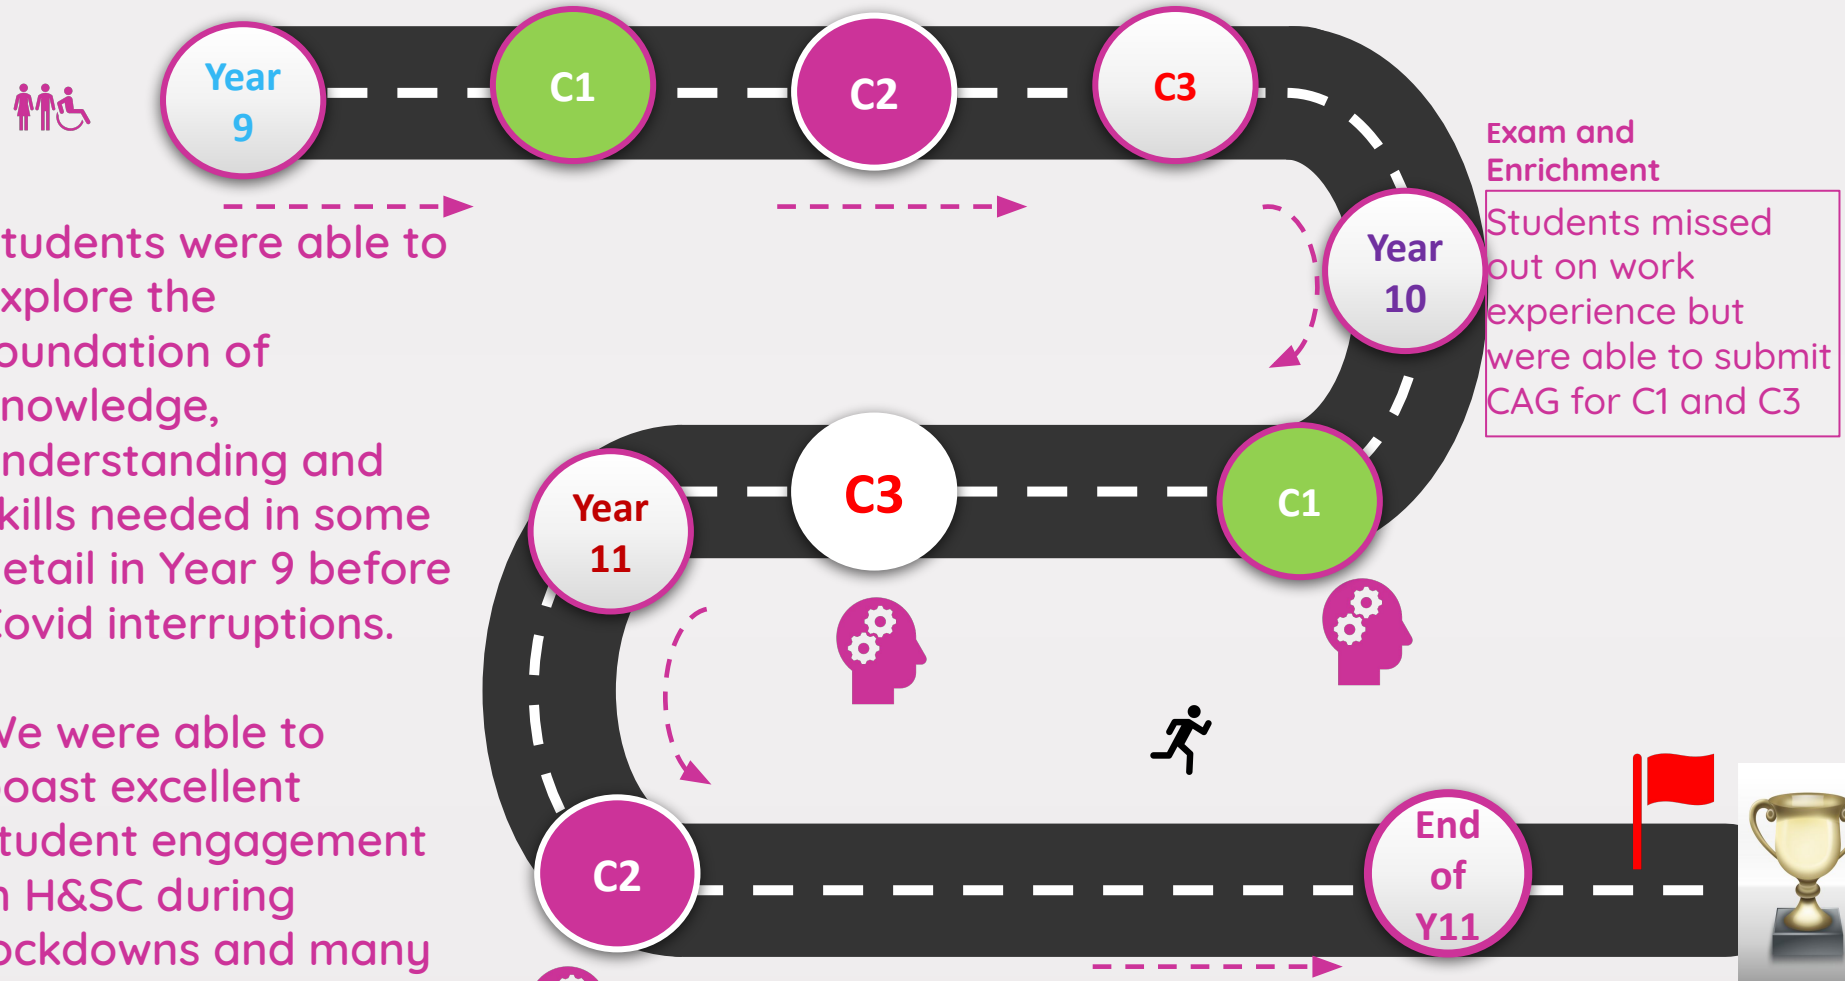 Year
9
C1
C2
C3
Exam and
Enrichment
Students missed
out on work
experience but
were able to submit
CAG for C1 and C3
Year
10
tudents were able to
xplore the
oundation of
nowledge,
nderstanding and
kills needed in some
etail in Year 9 before
ovid interruptions.
We were able to
oast excellent
tudent engagement
n H&SC during
ockdowns and many
C1
C3
Year
11
C2
End
of
Y11